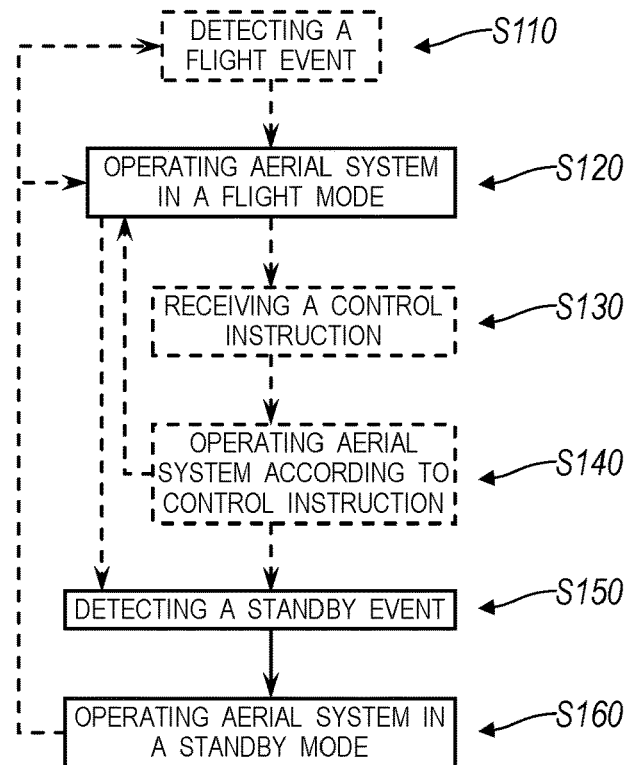 DETECTING A
FLIGHT EVENT
S110
OPERATING AERIAL SYSTEM
IN A FLIGHT MODE
S120
RECEIVING A CONTROL
INSTRUCTION
S130
OPERATING AERIAL
SYSTEM ACCORDING TO
CONTROL INSTRUCTION
S140
DETECTING A STANDBY EVENT
S150
OPERATING AERIAL SYSTEM IN
A STANDBY MODE
S160